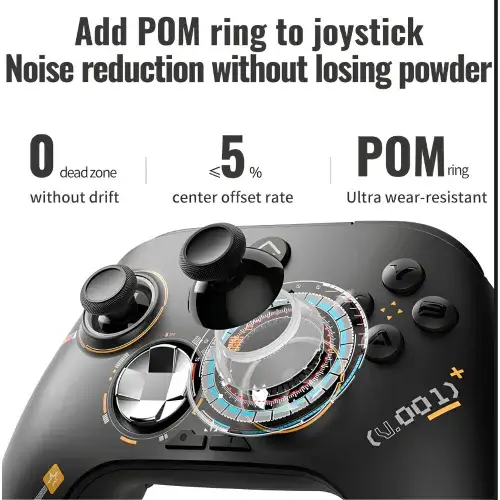 Add POM ring to joystick
Noise reduction without losing powder
0 dead zone
without drift
≤5 %
center offset rate
POM ring
Ultra wear-resistant
Y
B
A
(V.001)+